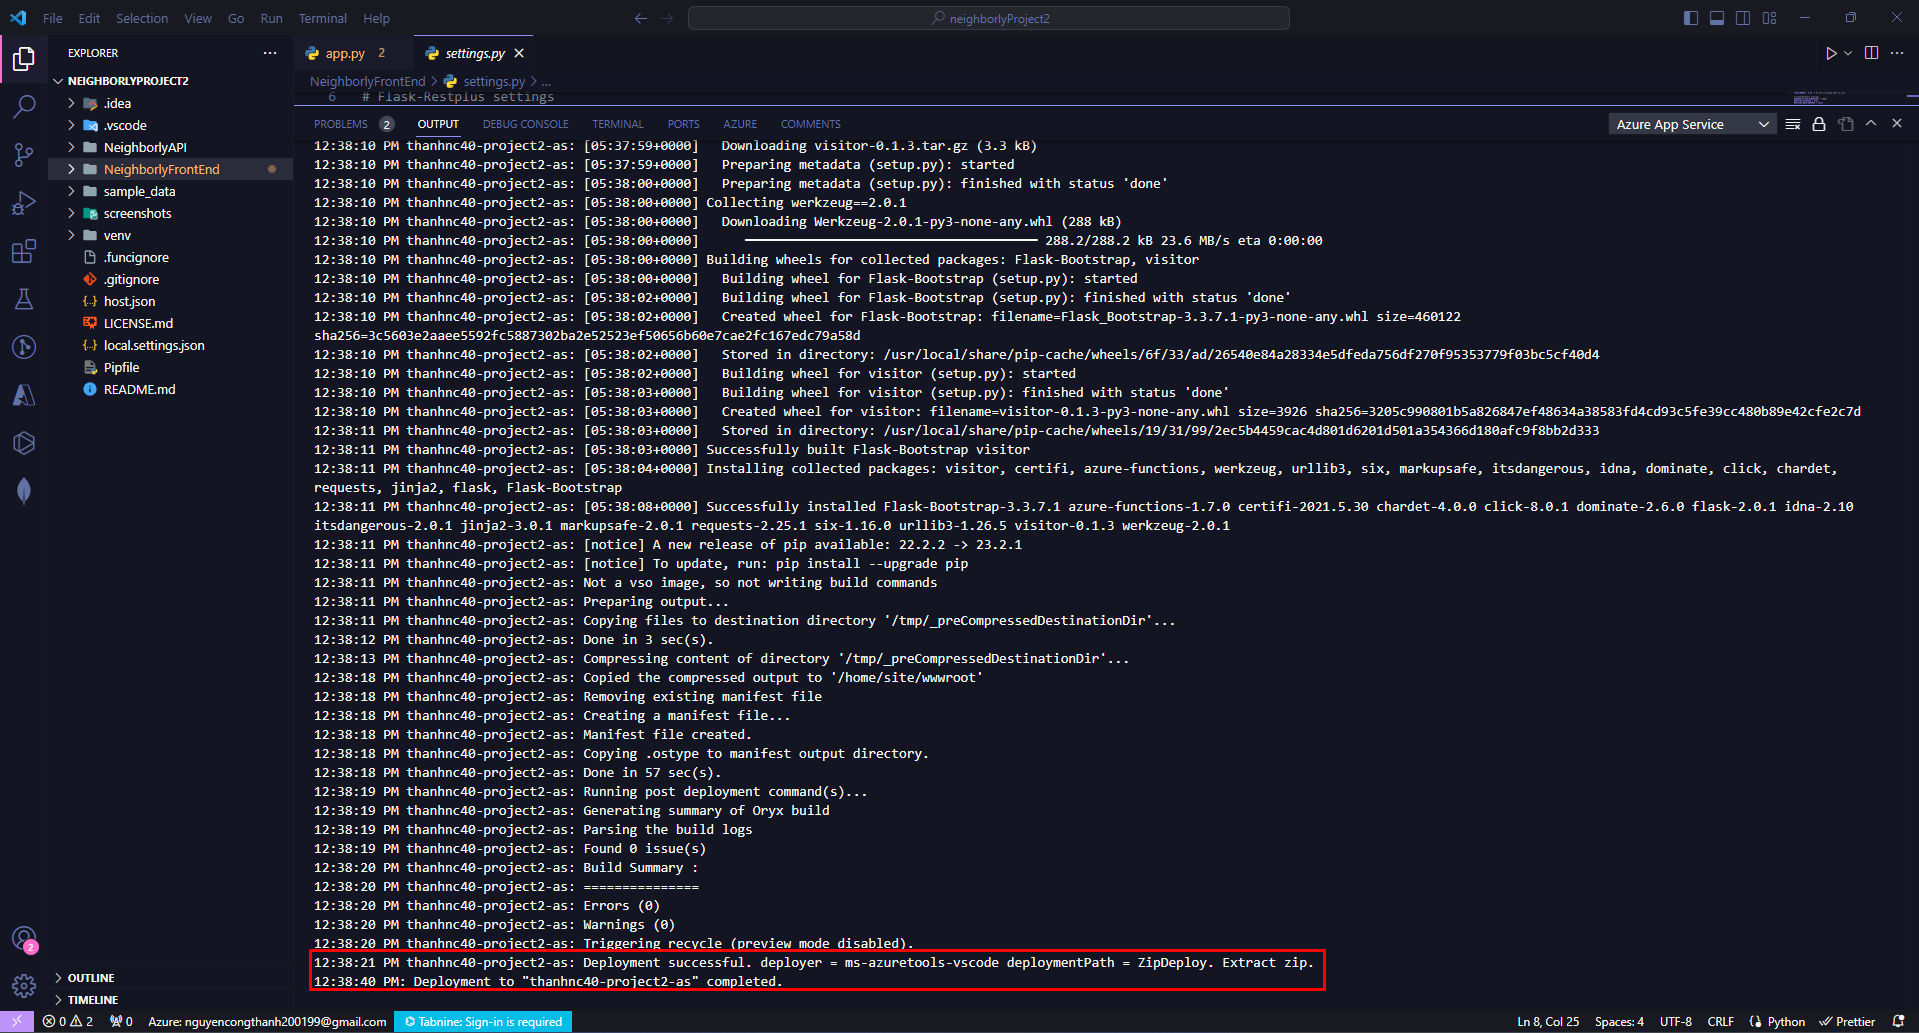 File Edit Selection View Go Run Terminal Help
neighborlyProject2
EXPLORER
NEIGHBORLYPROJECT2
.idea
.vscode
NeighborlyAPI
NeighborlyFrontEnd
sample_data
screenshots
venv
.funcignore
.gitignore
host.json
LICENSE.md
local.settings.json
Pipfile
README.md
OUTLINE
TIMELINE
app.py 2 settings.py
NeighborlyFrontEnd > settings.py > ...
6 # Flask-Restplus settings
PROBLEMS 2 OUTPUT DEBUG CONSOLE TERMINAL PORTS AZURE COMMENTS
Azure App Service
12:38:10 PM thanhnc40-project2-as: [05:37:59+0000]   Downloading visitor-0.1.3.tar.gz (3.3 kB)
12:38:10 PM thanhnc40-project2-as: [05:37:59+0000]   Preparing metadata (setup.py): started
12:38:10 PM thanhnc40-project2-as: [05:38:00+0000]   Preparing metadata (setup.py): finished with status 'done'
12:38:10 PM thanhnc40-project2-as: [05:38:00+0000] Collecting werkzeug==2.0.1
12:38:10 PM thanhnc40-project2-as: [05:38:00+0000]   Downloading Werkzeug-2.0.1-py3-none-any.whl (288 kB)
12:38:10 PM thanhnc40-project2-as: [05:38:00+0000]      ━━━━━━━━━━━━━━━━━━━━━━━━━━━━━━━━━━━━━━ 288.2/288.2 kB 23.6 MB/s eta 0:00:00
12:38:10 PM thanhnc40-project2-as: [05:38:00+0000] Building wheels for collected packages: Flask-Bootstrap, visitor
12:38:10 PM thanhnc40-project2-as: [05:38:00+0000]   Building wheel for Flask-Bootstrap (setup.py): started
12:38:10 PM thanhnc40-project2-as: [05:38:02+0000]   Building wheel for Flask-Bootstrap (setup.py): finished with status 'done'
12:38:10 PM thanhnc40-project2-as: [05:38:02+0000]   Created wheel for Flask-Bootstrap: filename=Flask_Bootstrap-3.3.7.1-py3-none-any.whl size=460122
sha256=3c5603e2aaee5592fc5887302ba2e52523ef50656b60e7cae2fc167edc79a58d
12:38:10 PM thanhnc40-project2-as: [05:38:02+0000]   Stored in directory: /usr/local/share/pip-cache/wheels/6f/33/ad/26540e84a28334e5dfeda756df270f95353779f03bc5cf40d4
12:38:10 PM thanhnc40-project2-as: [05:38:02+0000]   Building wheel for visitor (setup.py): started
12:38:10 PM thanhnc40-project2-as: [05:38:03+0000]   Building wheel for visitor (setup.py): finished with status 'done'
12:38:10 PM thanhnc40-project2-as: [05:38:03+0000]   Created wheel for visitor: filename=visitor-0.1.3-py3-none-any.whl size=3926 sha256=3205c990801b5a826847ef48634a38583fd4cd93c5fe39cc480b89e42cfe2c7d
12:38:11 PM thanhnc40-project2-as: [05:38:03+0000]   Stored in directory: /usr/local/share/pip-cache/wheels/19/31/99/2ec5b4459cac4d801d6201d501a354366d180afc9f8bb2d333
12:38:11 PM thanhnc40-project2-as: [05:38:03+0000] Successfully built Flask-Bootstrap visitor
12:38:11 PM thanhnc40-project2-as: [05:38:04+0000] Installing collected packages: visitor, certifi, azure-functions, werkzeug, urllib3, six, markupsafe, itsdangerous, idna, dominate, click, chardet,
requests, jinja2, flask, Flask-Bootstrap
12:38:11 PM thanhnc40-project2-as: [05:38:08+0000] Successfully installed Flask-Bootstrap-3.3.7.1 azure-functions-1.7.0 certifi-2021.5.30 chardet-4.0.0 click-8.0.1 dominate-2.6.0 flask-2.0.1 idna-2.10
itsdangerous-2.0.1 jinja2-3.0.1 markupsafe-2.0.1 requests-2.25.1 six-1.16.0 urllib3-1.26.5 visitor-0.1.3 werkzeug-2.0.1
12:38:11 PM thanhnc40-project2-as: [notice] A new release of pip available: 22.2.2 -> 23.2.1
12:38:11 PM thanhnc40-project2-as: [notice] To update, run: pip install --upgrade pip
12:38:11 PM thanhnc40-project2-as: Not a vso image, so not writing build commands
12:38:11 PM thanhnc40-project2-as: Preparing output...
12:38:11 PM thanhnc40-project2-as: Copying files to destination directory '/tmp/_preCompressedDestinationDir'...
12:38:12 PM thanhnc40-project2-as: Done in 3 sec(s).
12:38:13 PM thanhnc40-project2-as: Compressing content of directory '/tmp/_preCompressedDestinationDir'...
12:38:18 PM thanhnc40-project2-as: Copied the compressed output to '/home/site/wwwroot'
12:38:18 PM thanhnc40-project2-as: Removing existing manifest file
12:38:18 PM thanhnc40-project2-as: Creating a manifest file...
12:38:18 PM thanhnc40-project2-as: Manifest file created.
12:38:18 PM thanhnc40-project2-as: Copying .ostype to manifest output directory.
12:38:18 PM thanhnc40-project2-as: Done in 57 sec(s).
12:38:19 PM thanhnc40-project2-as: Running post deployment command(s)...
12:38:19 PM thanhnc40-project2-as: Generating summary of Oryx build
12:38:19 PM thanhnc40-project2-as: Parsing the build logs
12:38:19 PM thanhnc40-project2-as: Found 0 issue(s)
12:38:20 PM thanhnc40-project2-as: Build Summary :
12:38:20 PM thanhnc40-project2-as: ===============
12:38:20 PM thanhnc40-project2-as: Errors (0)
12:38:20 PM thanhnc40-project2-as: Warnings (0)
12:38:20 PM thanhnc40-project2-as: Triggering recycle (preview mode disabled).
12:38:21 PM thanhnc40-project2-as: Deployment successful. deployer = ms-azuretools-vscode deploymentPath = ZipDeploy. Extract zip.
12:38:40 PM: Deployment to "thanhnc40-project2-as" completed.
2
0 2 0 Azure: nguyencongthanh200199@gmail.com Tabnine: Sign-in is required Ln 8, Col 25 Spaces: 4 UTF-8 CRLF Python Prettier